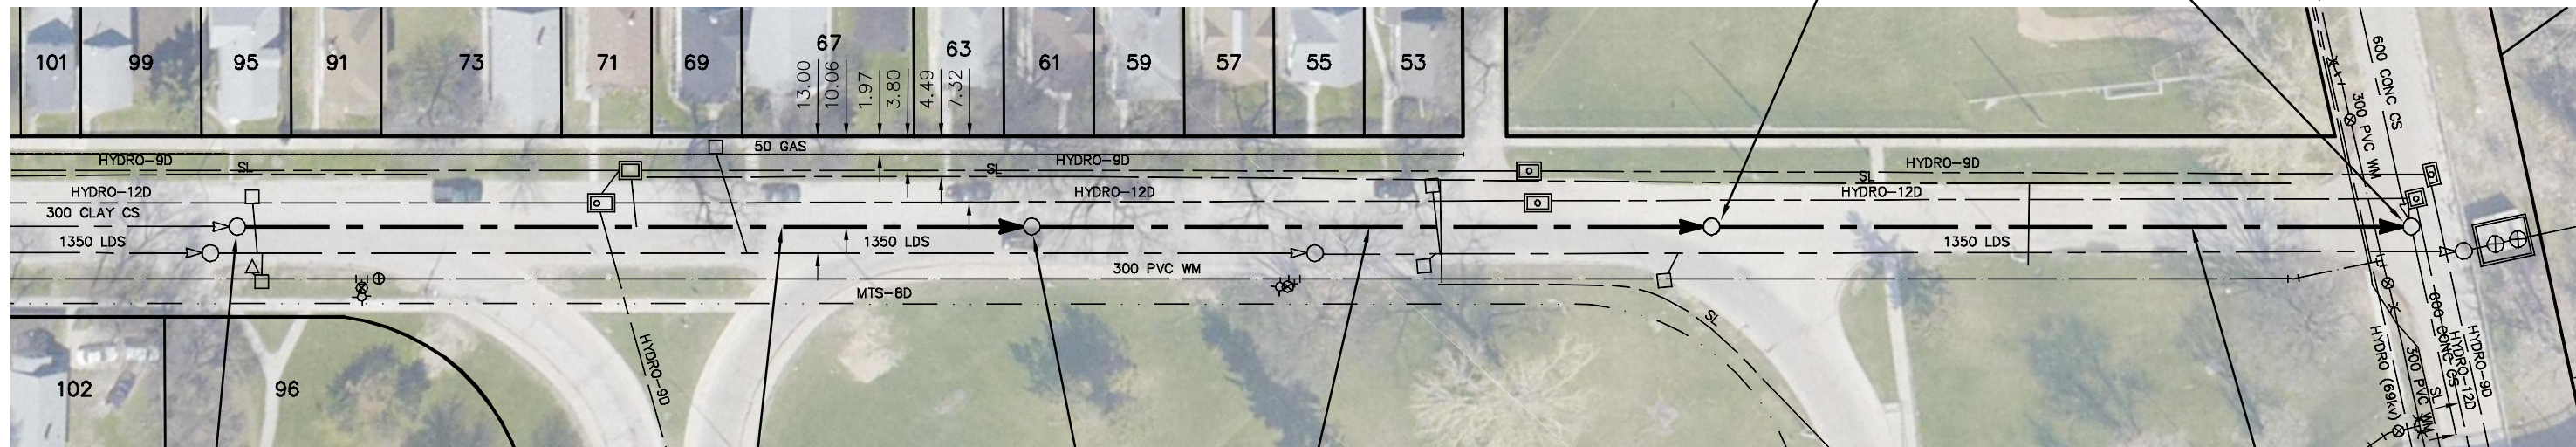 101
99
95
91
73
71
69
67
63
61
59
57
55
53
13.00
10.06
1.97
3.80
4.49
7.32
600 CONC CS
300 PVC WM
50 GAS
HYDRO-9D
HYDRO-9D
HYDRO-9D
SL
SL
SL
HYDRO-12D
HYDRO-12D
HYDRO-12D
300 CLAY CS
1350 LDS
1350 LDS
1350 LDS
300 PVC WM
MTS-8D
SL
HYDRO-9D
102
96
HYDRO (69kv)
300 PVC WM
600 CONC CS
SL
HYDRO-12D
HYDRO-9D